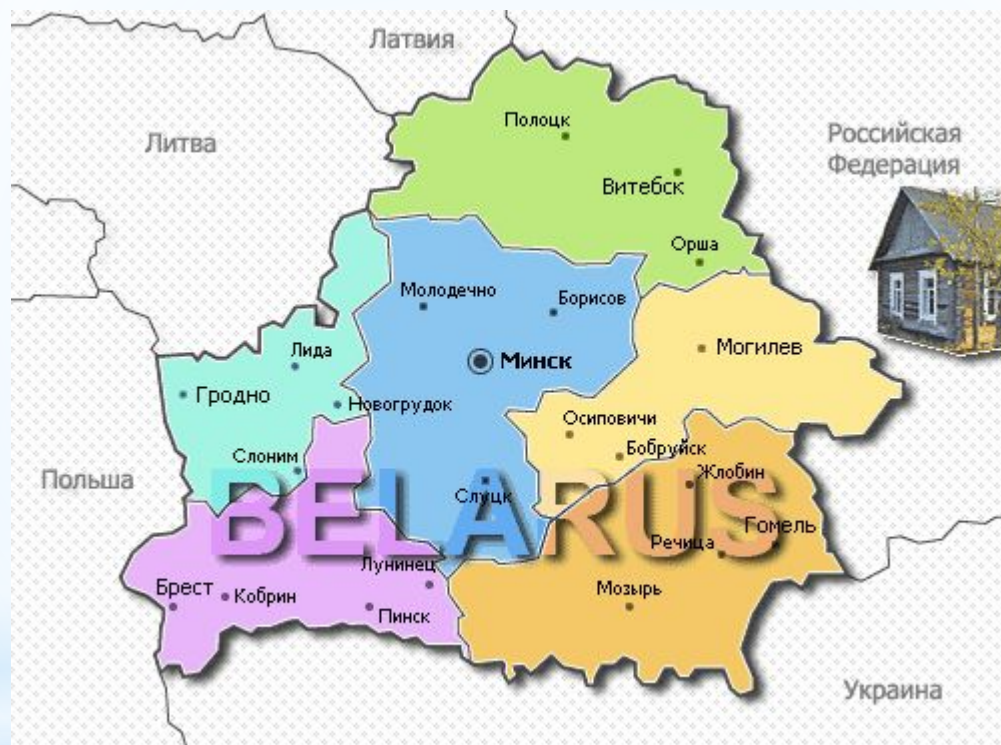 Латвия
Литва
Полоцк
Российская
Федерация
Витебск
Орша
Молодечно
Борисов
Лида
Минск
Могилев
Гродно
Новогрудок
Осиповичи
Слоним
Бобруйск
Польша
Жлобин
Слуцк
BELARUS
Гомель
Речица
Лунинец
Брест
Кобрин
Пинск
Мозырь
Украина